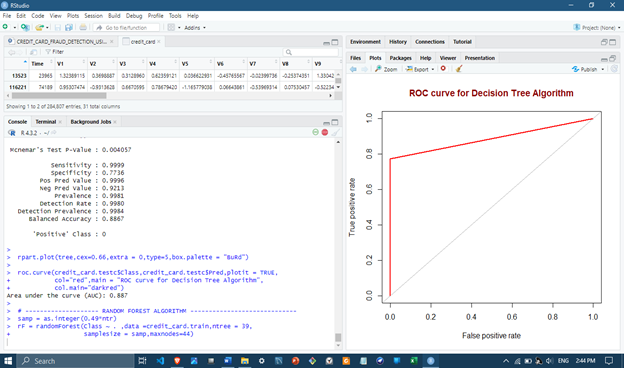 RStudio
File Edit Code View Plots Session Build Debug Profile Tools Help
Go to file/function
Addins
Project: (None)
CREDIT_CARD_FRAUD_DETECTION_USI...
credit_card
Filter
Time V1 V2 V3 V4 V5 V6 V7 V8 V9
13523 23965 1.32389115 0.3698887 0.3128960 0.62359121 -0.45765567 -0.02399736 -0.25374351 1.33042
116221 74189 0.95307474 -0.9313628 0.6670595 0.78679420 -1.165779038 0.06643861 -0.53969314 0.07530457 -0.52234
Showing 1 to 2 of 284,807 entries, 31 total columns
Console Terminal Background Jobs
R 4.3.2 · ~/
Mcnemar's Test P-Value : 0.004057
Sensitivity : 0.9999
Specificity : 0.7736
Pos Pred Value : 0.9996
Neg Pred Value : 0.9213
Prevalence : 0.9981
Detection Rate : 0.9980
Detection Prevalence : 0.9984
Balanced Accuracy : 0.8867
'Positive' Class : 0
>
> rpart.plot(tree,cex=0.66,extra = 0,type=5,box.palette = "BuRd")
>
> roc.curve(credit_card.testc$Class,credit_card.testc$Pred,plotit = TRUE,
+ col="red",main = "ROC curve for Decision Tree Algorithm",
+ col.main="darkred")
Area under the curve (AUC): 0.887
>
> # -------------------- RANDOM FOREST ALGORITHM -----------------------------
> samp = as.integer(0.49*ntr)
> rF = randomForest(Class ~ . ,data =credit_card.train,ntree = 39,
+ samplesize = samp,maxnodes=44)
Environment History Connections Tutorial
Files Plots Packages Help Viewer Presentation
Zoom Export Publish
ROC curve for Decision Tree Algorithm
True positive rate
0.0 0.2 0.4 0.6 0.8 1.0
0.0 0.2 0.4 0.6 0.8 1.0
False positive rate
Search
ENG 2:44 PM